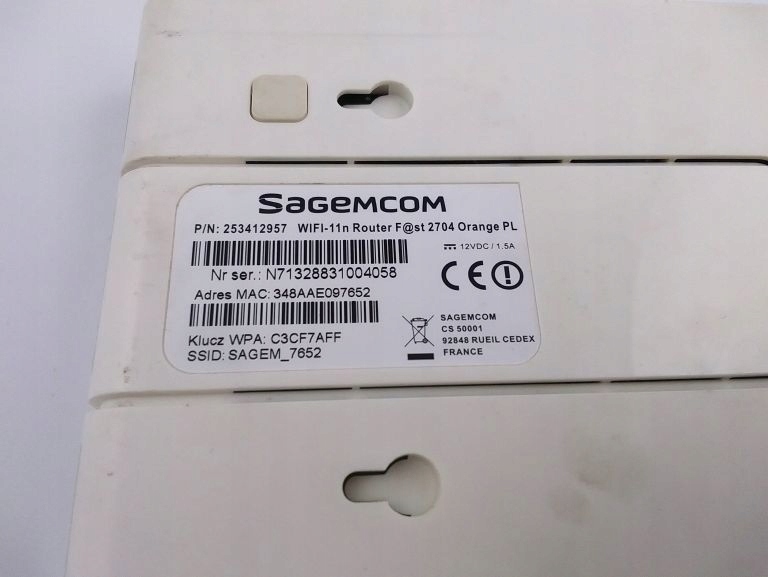 SAGEMCOM
P/N: 253412957 WIFI-11n Router F@st 2704 Orange PL
12VDC / 1.5A
Nr ser.: N71328831004058
Adres MAC: 348AAE097652
Klucz WPA: C3CF7AFF
SSID: SAGEM_7652
SAGEMCOM
CS 50001
92848 RUEIL CEDEX
FRANCE